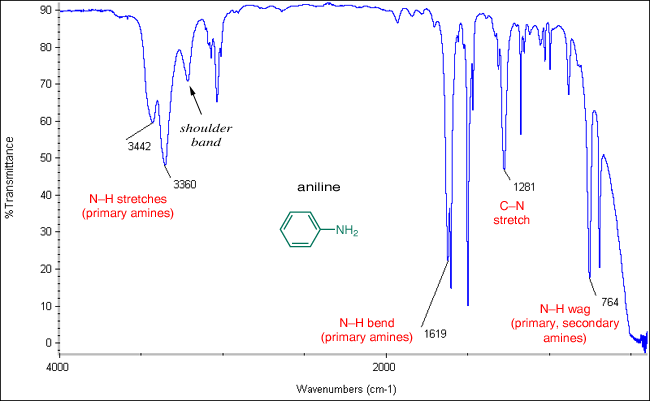 90
80
70
60
50
40
30
20
10
0
%Transmittance
3442
shoulder
band
3360
N–H stretches
(primary amines)
aniline
NH₂
1281
C–N
stretch
N–H bend
(primary amines)
1619
764
N–H wag
(primary, secondary
amines)
4000
2000
Wavenumbers (cm-1)